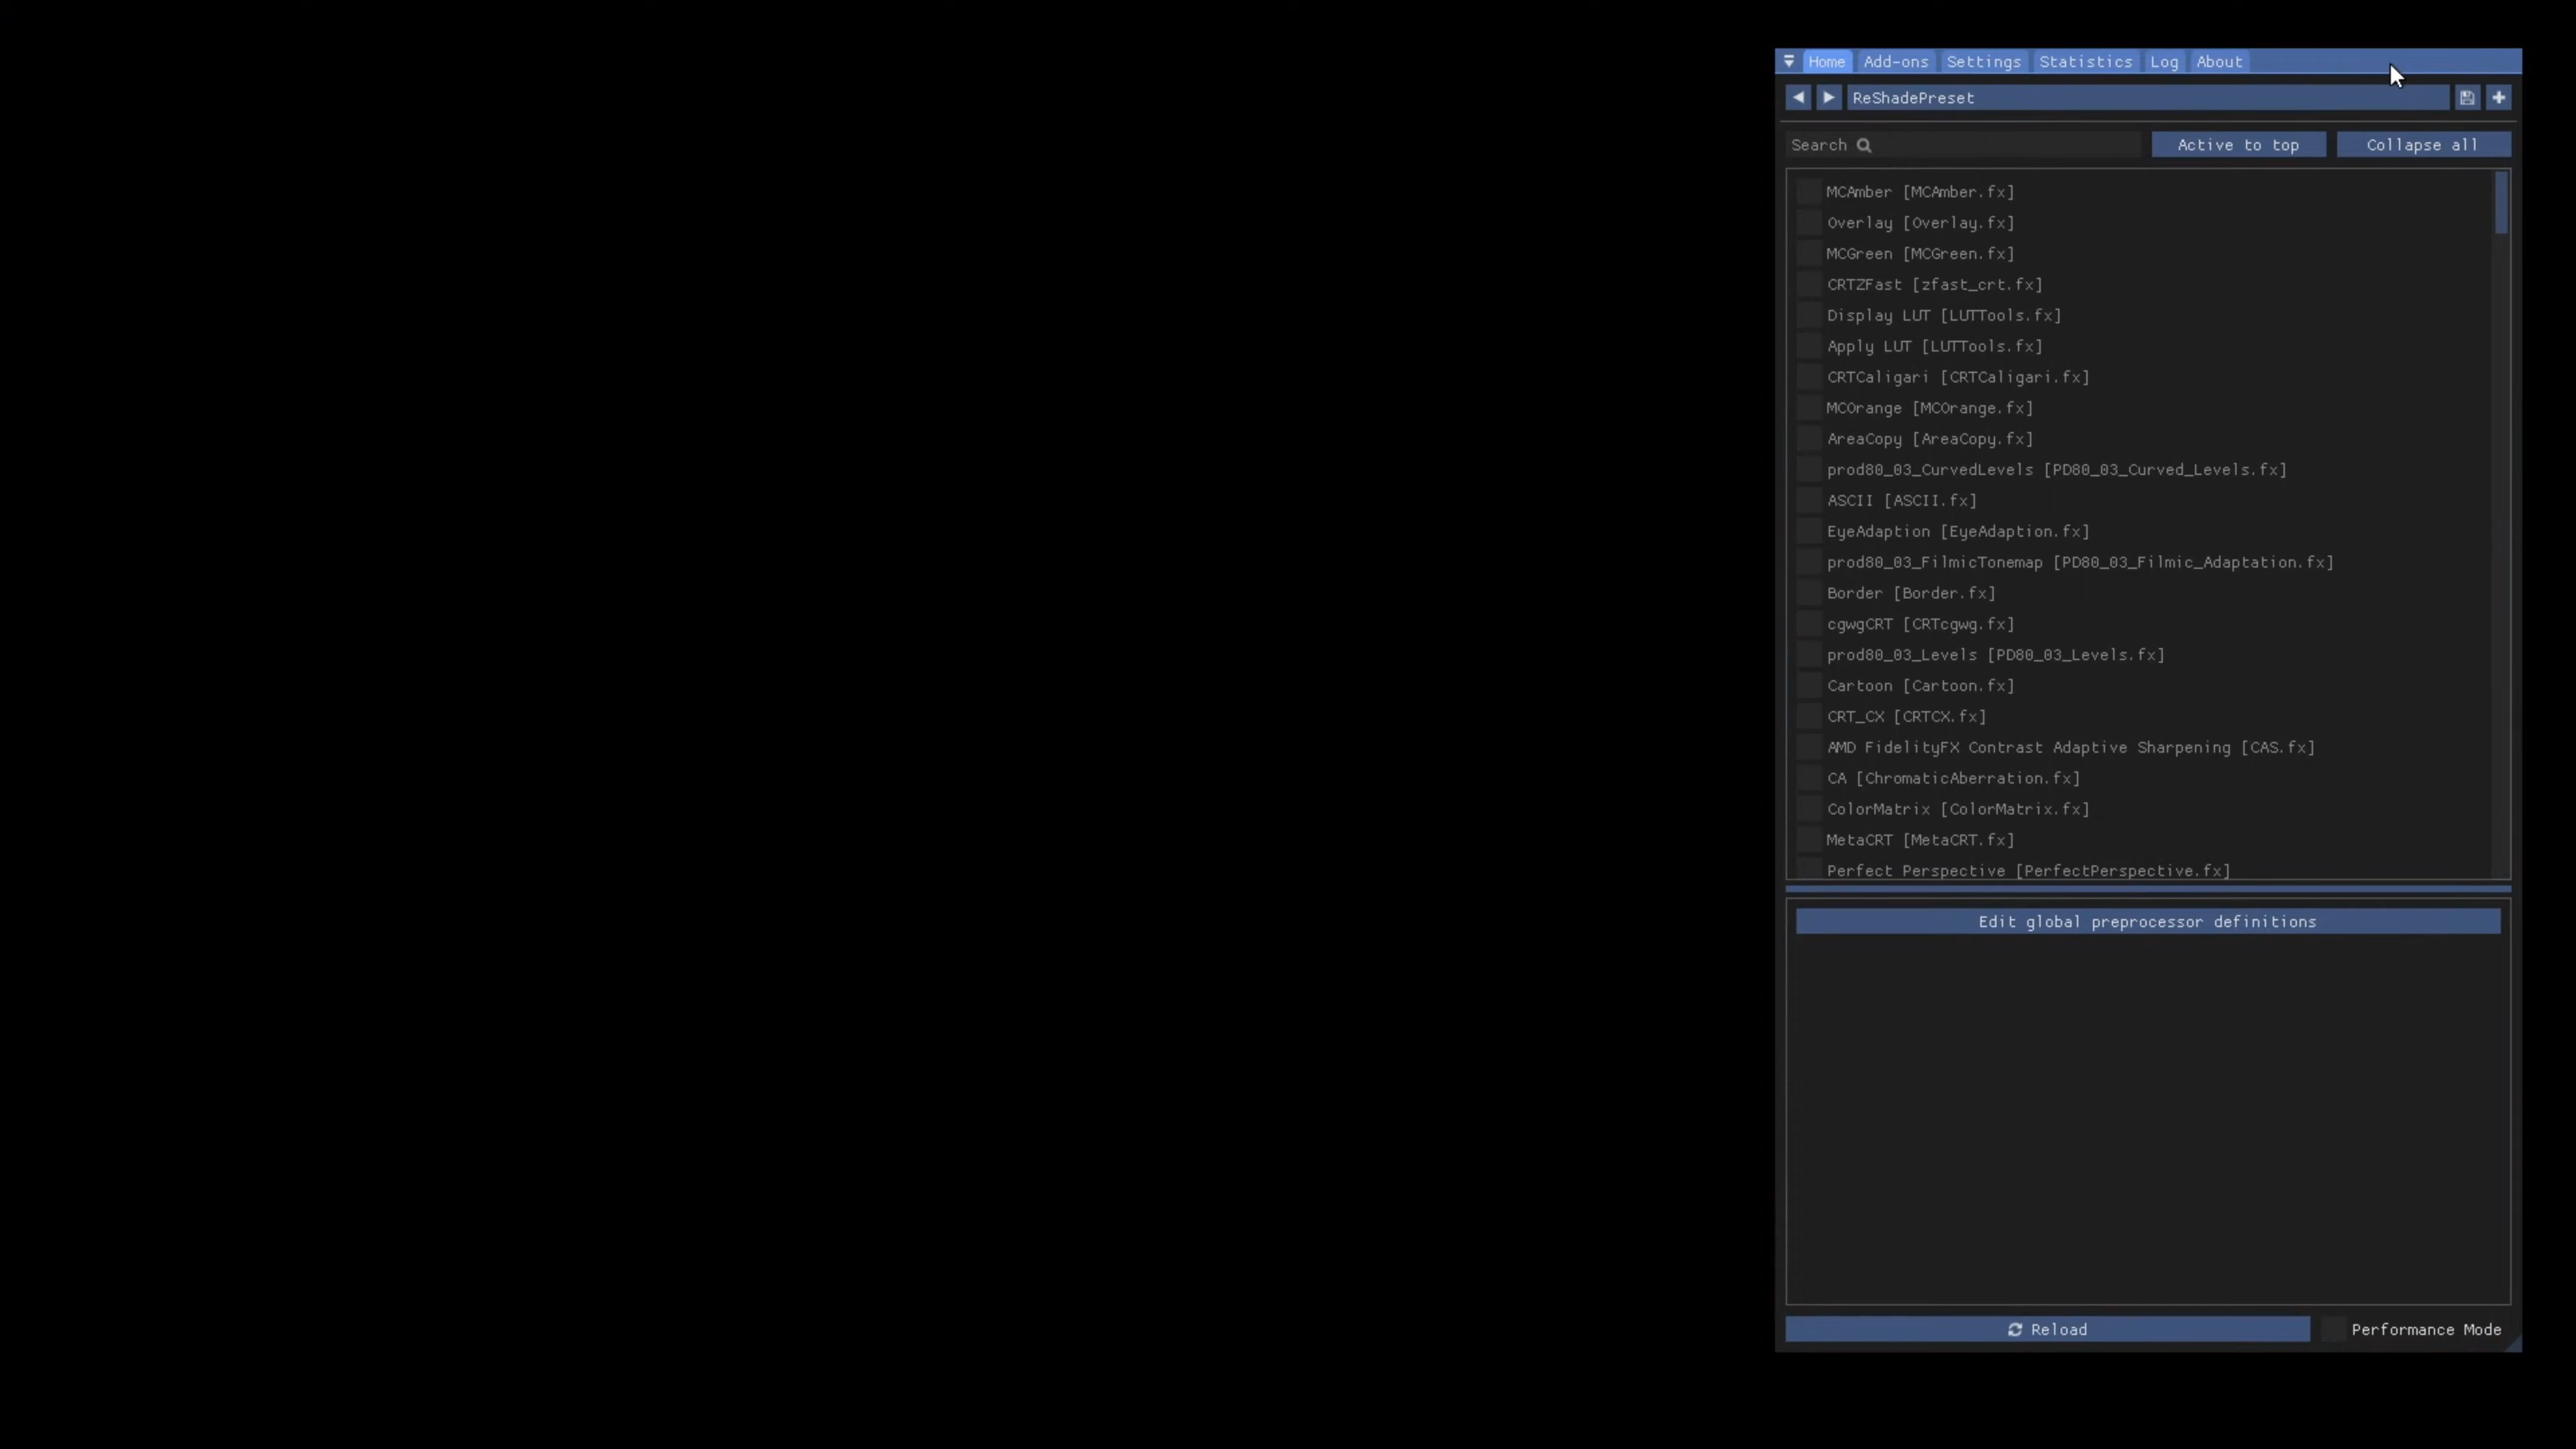 Home Add-ons Settings Statistics Log About
ReShadePreset
Search Active to top Collapse all
MCAmber [MCAmber.fx]
Overlay [Overlay.fx]
MCGreen [MCGreen.fx]
CRTZFast [zfast_crt.fx]
Display LUT [LUTTools.fx]
Apply LUT [LUTTools.fx]
CRTCaligari [CRTCaligari.fx]
MCOrange [MCOrange.fx]
AreaCopy [AreaCopy.fx]
prod80_03_CurvedLevels [PD80_03_Curved_Levels.fx]
ASCII [ASCII.fx]
EyeAdaption [EyeAdaption.fx]
prod80_03_FilmicTonemap [PD80_03_Filmic_Adaptation.fx]
Border [Border.fx]
cgwgCRT [CRTcgwg.fx]
prod80_03_Levels [PD80_03_Levels.fx]
Cartoon [Cartoon.fx]
CRT_CX [CRTCX.fx]
AMD FidelityFX Contrast Adaptive Sharpening [CAS.fx]
CA [ChromaticAberration.fx]
ColorMatrix [ColorMatrix.fx]
MetaCRT [MetaCRT.fx]
Perfect Perspective [PerfectPerspective.fx]
Edit global preprocessor definitions
Reload Performance Mode